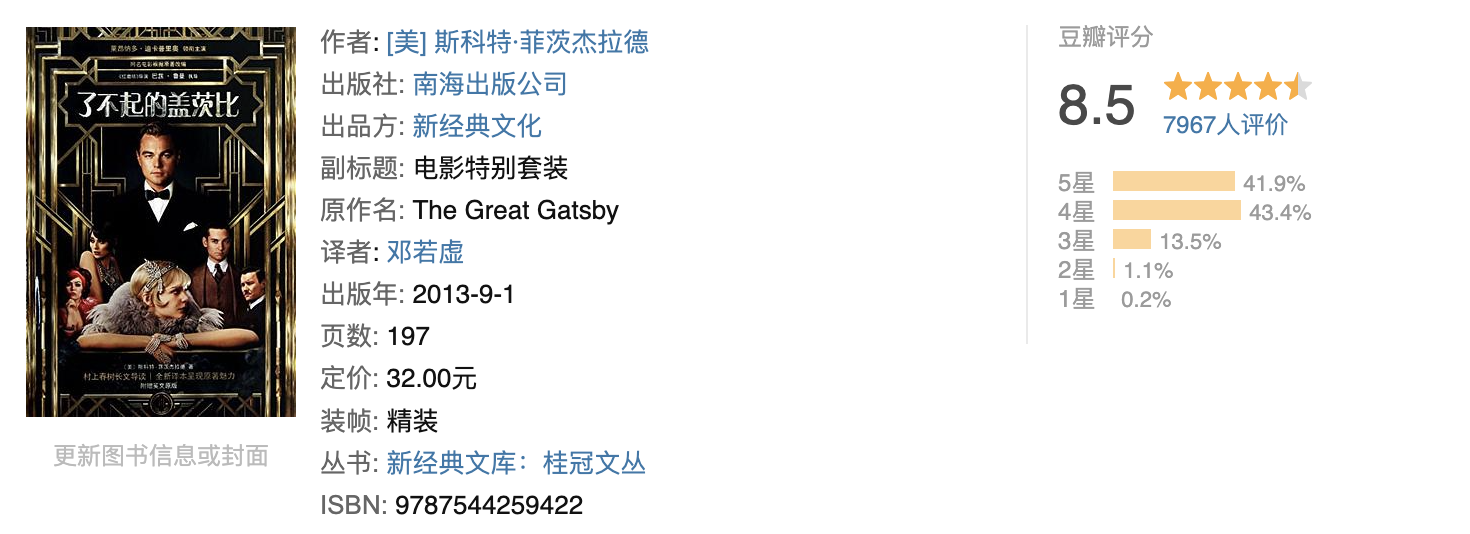 莱昂纳多·迪卡普里奥 领衔主演
同名电影原著改编
《红磨坊》导演 巴兹·鲁曼 执导
了不起的盖茨比
[美] 斯科特·菲茨杰拉德 著
村上春树长文导读 | 全新译本呈现原著魅力
附赠英文原版
更新图书信息或封面
作者: [美] 斯科特·菲茨杰拉德
出版社: 南海出版公司
出品方: 新经典文化
副标题: 电影特别套装
原作名: The Great Gatsby
译者: 邓若虚
出版年: 2013-9-1
页数: 197
定价: 32.00元
装帧: 精装
丛书: 新经典文库：桂冠文丛
ISBN: 9787544259422
豆瓣评分
8.5
7967人评价
5星 41.9%
4星 43.4%
3星 13.5%
2星 1.1%
1星 0.2%